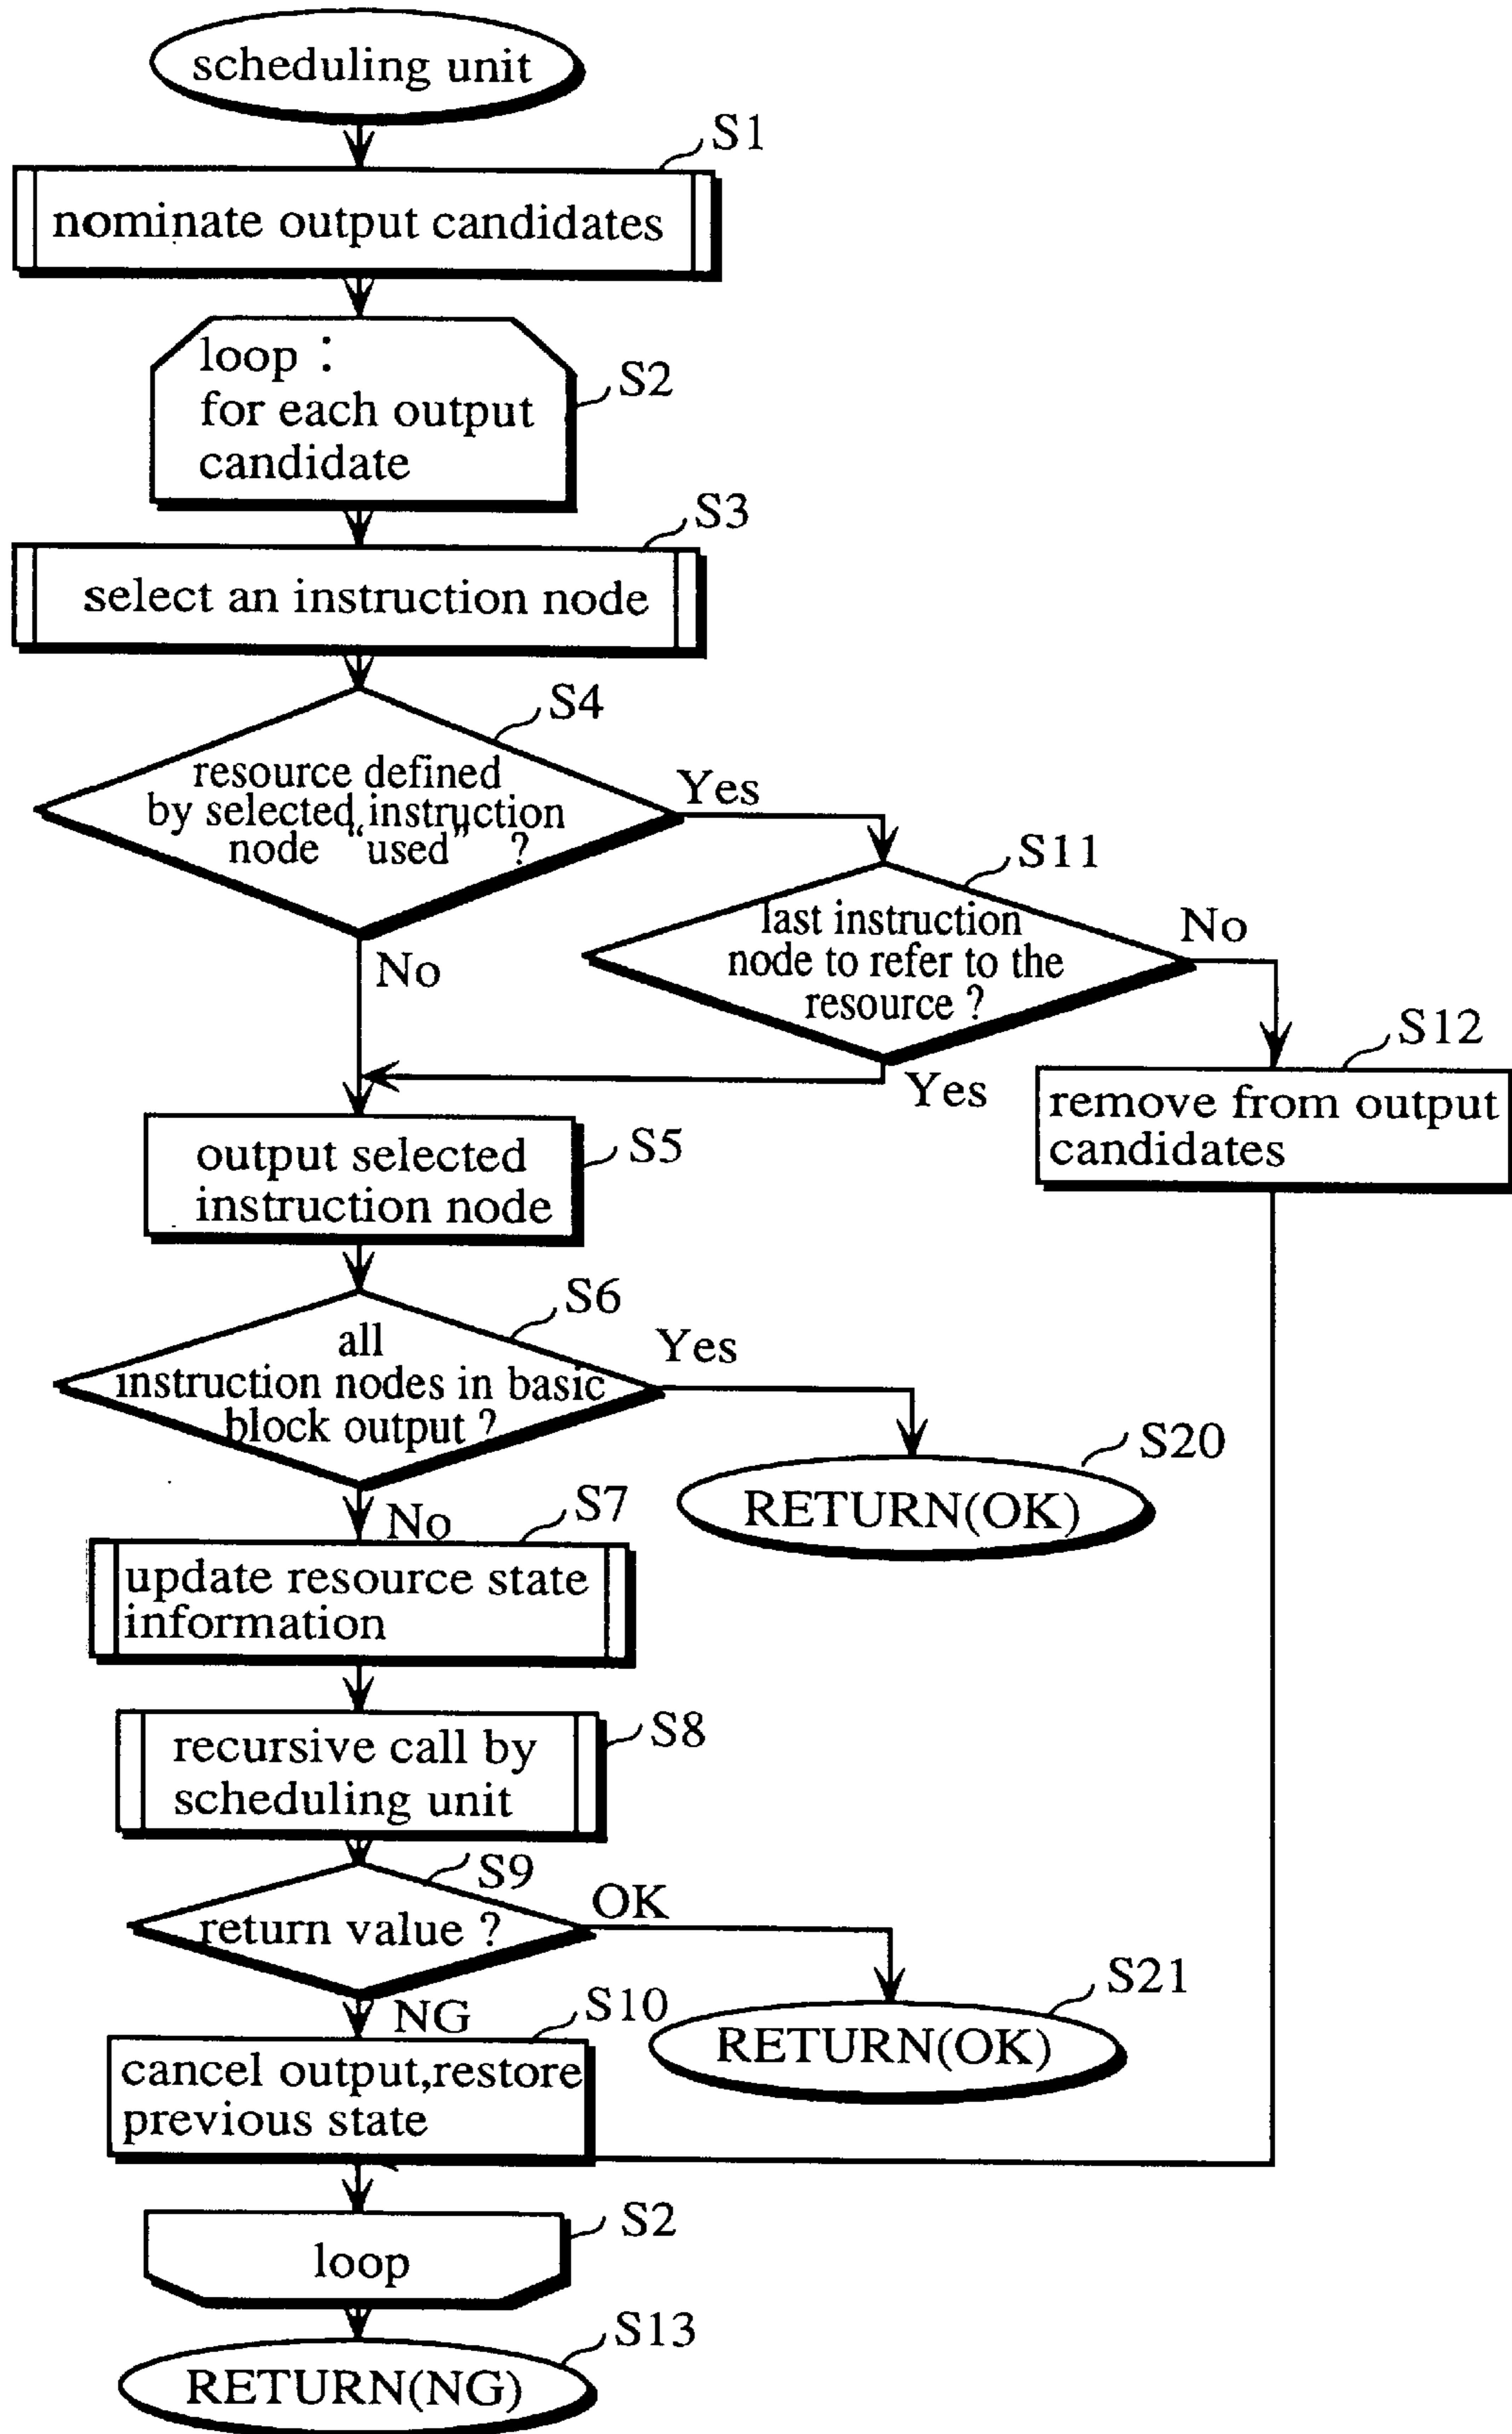 scheduling unit
S1
nominate output candidates
loop :
for each output
candidate
S2
S3
select an instruction node
S4
resource defined
by selected instruction
node “used” ?
Yes
No
S11
last instruction
node to refer to the
resource ?
No
Yes
S12
remove from output
candidates
output selected
instruction node
S5
S6
all
instruction nodes in basic
block output ?
Yes
No
S20
RETURN(OK)
S7
update resource state
information
recursive call by
scheduling unit
S8
S9
return value ?
OK
NG
S21
RETURN(OK)
S10
cancel output,restore
previous state
S2
loop
S13
RETURN(NG)